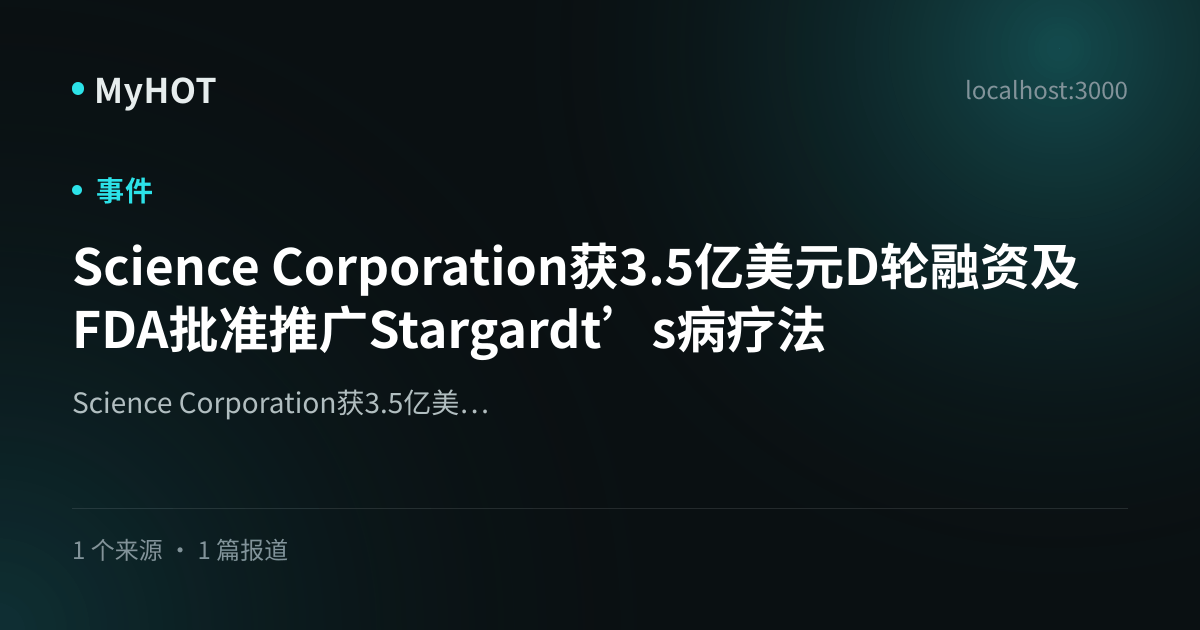 MyHOT
localhost:3000
事件
Science Corporation获3.5亿美元D轮融资及
FDA批准推广Stargardt’s病疗法
Science Corporation获3.5亿美…
1 个来源 · 1 篇报道